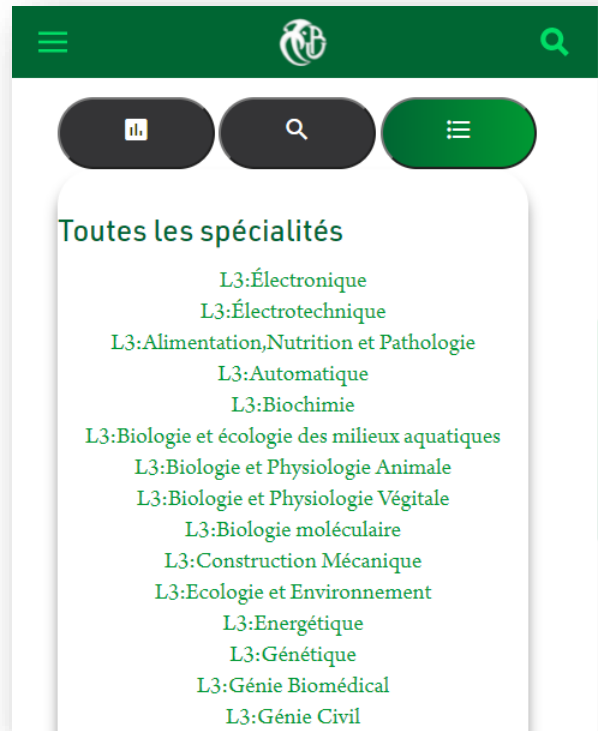 Toutes les spécialités
L3:Électronique
L3:Électrotechnique
L3:Alimentation,Nutrition et Pathologie
L3:Automatique
L3:Biochimie
L3:Biologie et écologie des milieux aquatiques
L3:Biologie et Physiologie Animale
L3:Biologie et Physiologie Végitale
L3:Biologie moléculaire
L3:Construction Mécanique
L3:Ecologie et Environnement
L3:Energétique
L3:Génétique
L3:Génie Biomédical
L3:Génie Civil